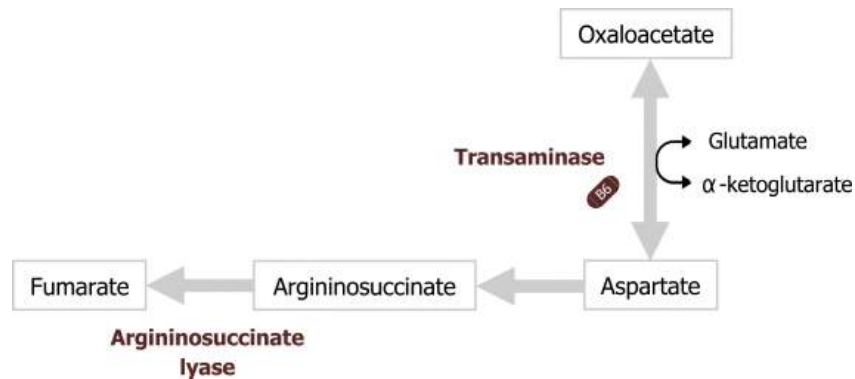 Oxaloacetate
Glutamate
Transaminase
α-ketoglutarate
B6
Fumarate
Argininosuccinate
Aspartate
Argininosuccinate
lyase